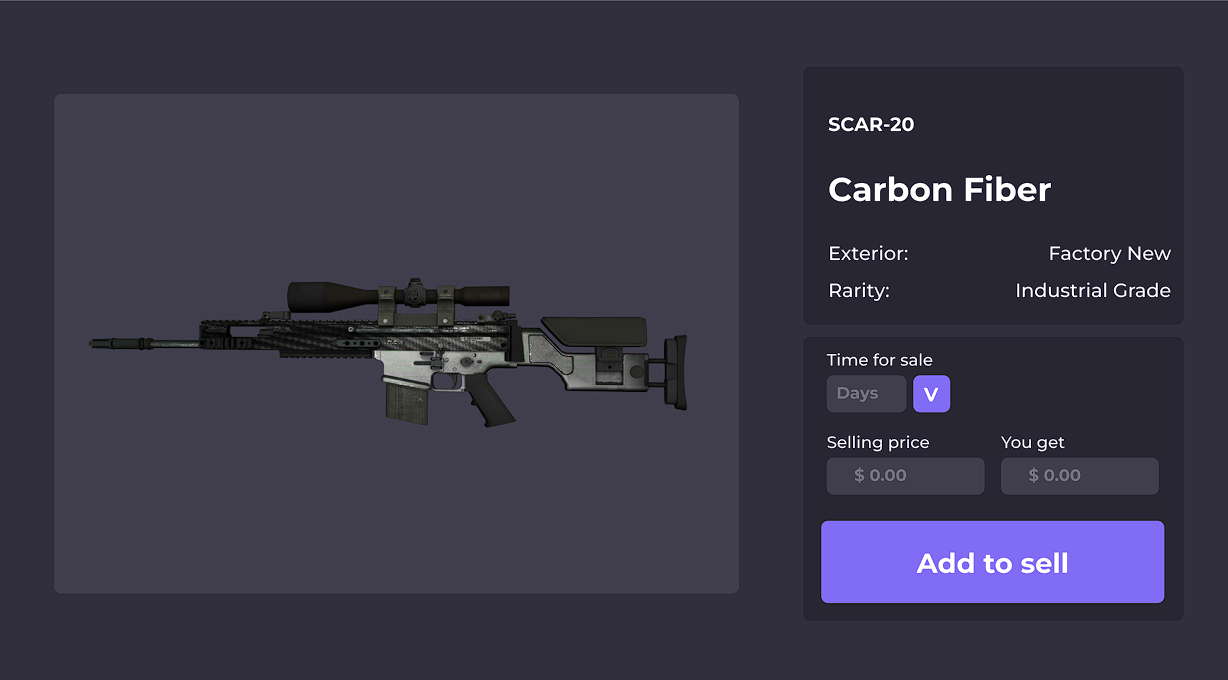 SCAR-20
Carbon Fiber
Exterior: Factory New
Rarity: Industrial Grade
Time for sale
Days V
Selling price You get
$ 0.00 $ 0.00
Add to sell